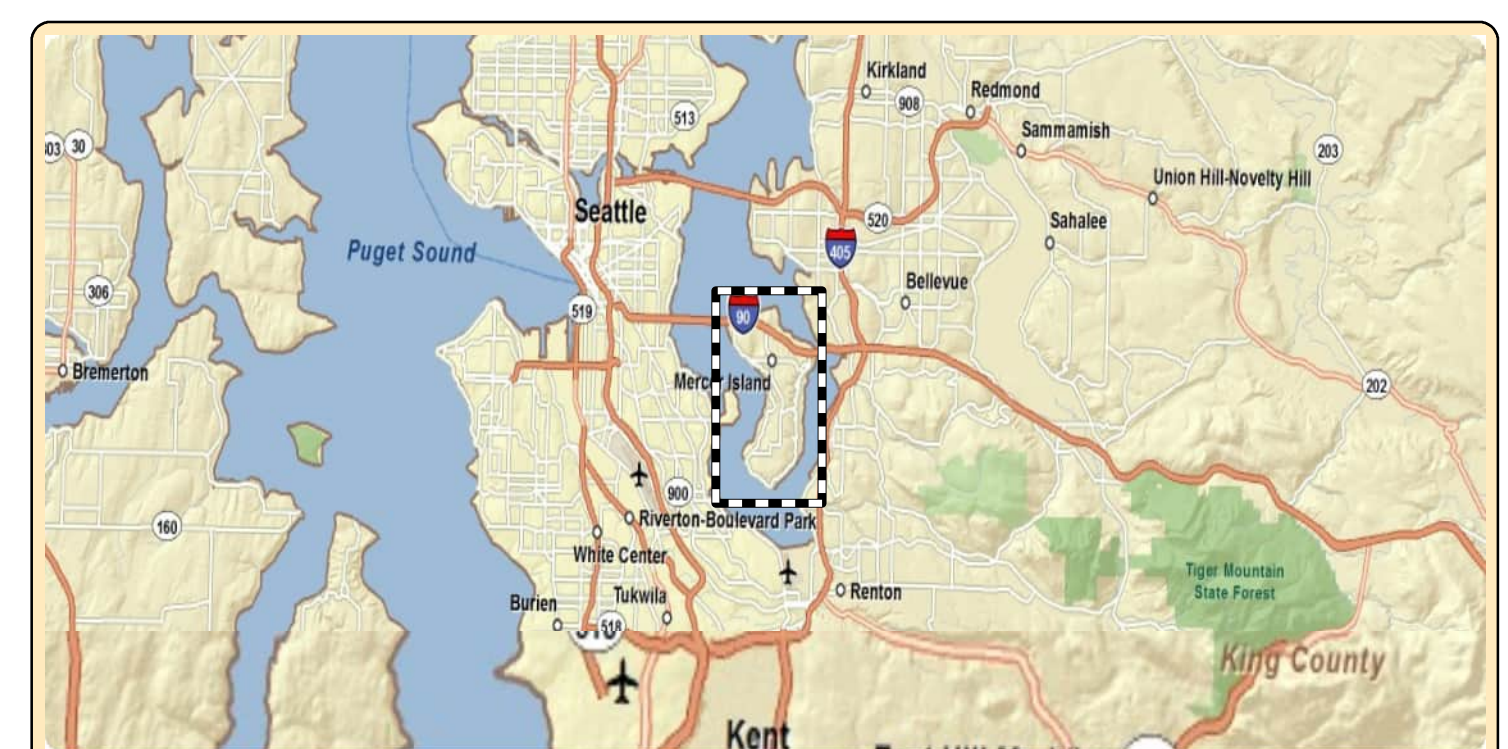 Kirkland
908
Redmond
513
Sammamish
303
30
203
Union Hill-Novelty Hill
Seattle
520
Sahalee
Puget Sound
405
Bellevue
306
519
90
Bremerton
Mercer Island
202
900
160
Riverton-Boulevard Park
White Center
Tiger Mountain
State Forest
Burien
Tukwila
Renton
518
King County
Kent